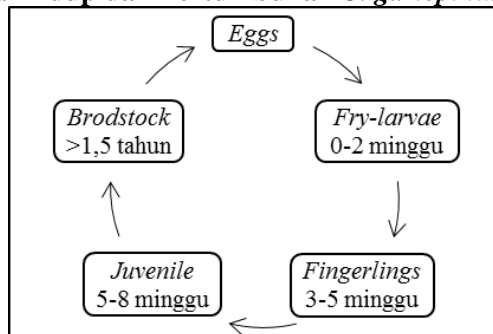 Eggs
Fry-larvae
0-2 minggu
Fingerlings
3-5 minggu
Juvenile
5-8 minggu
Brodstock
>1,5 tahun